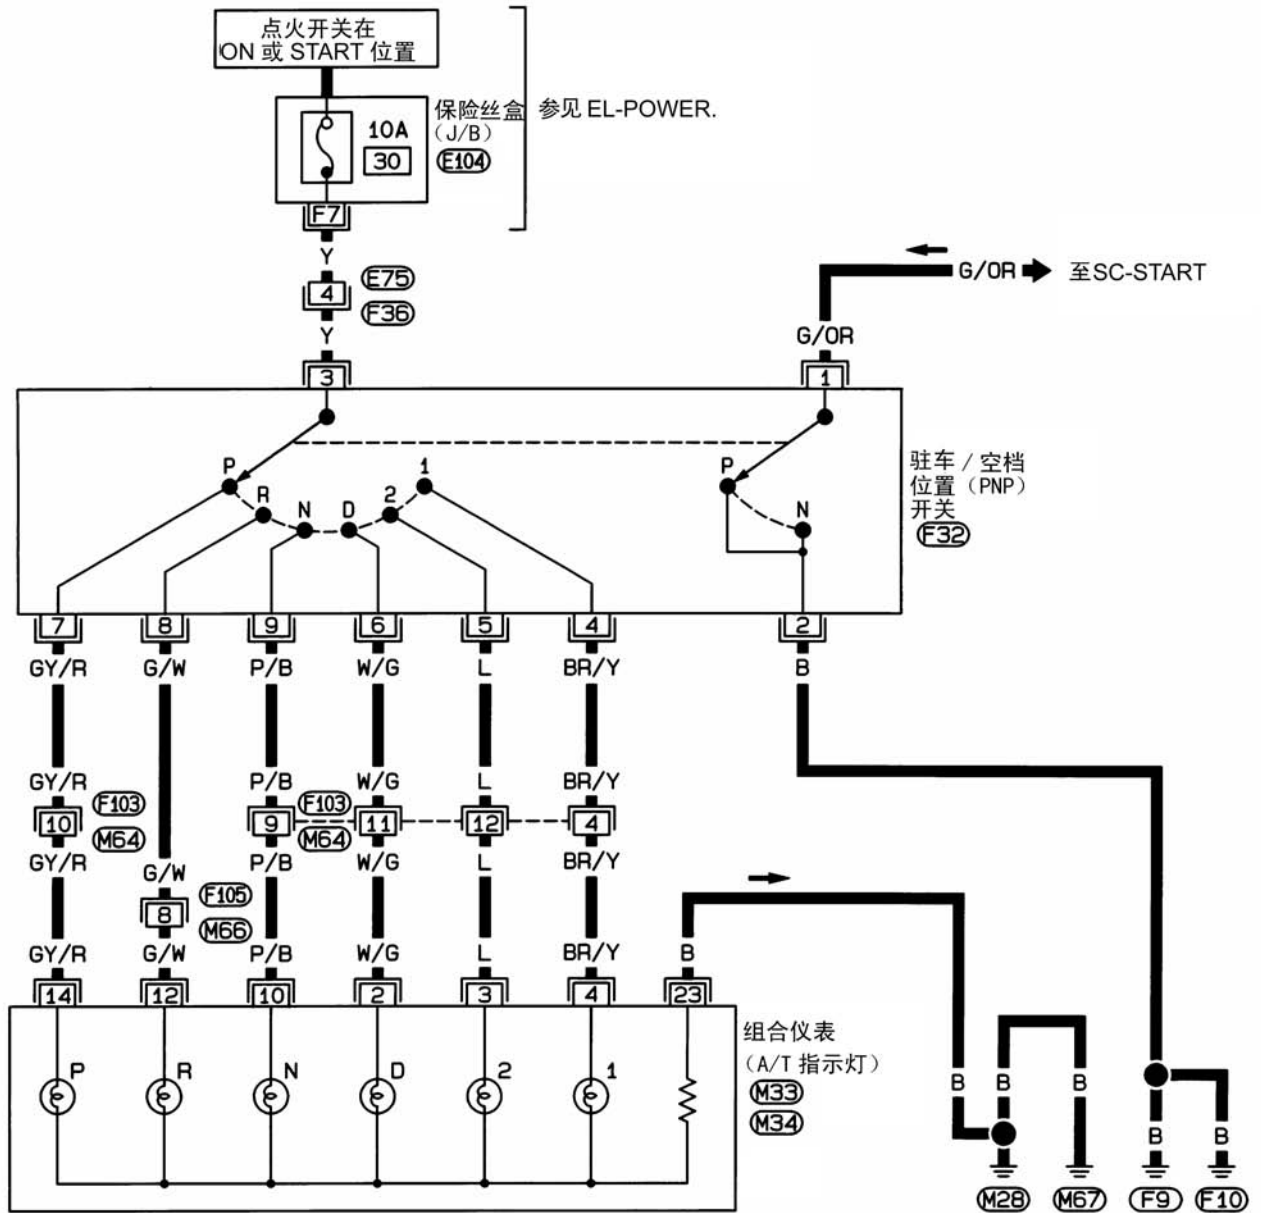 点火开关在
ON 或 START 位置
保险丝盒
(J/B)
E104
参见 EL-POWER.
10A
30
F7
Y
4
E75
F36
Y
3
G/OR
至SC-START
G/OR
1
P
R
N
D
2
1
P
N
驻车 / 空档
位置 (PNP)
开关
F32
7
8
9
6
5
4
2
GY/R
G/W
P/B
W/G
L
BR/Y
B
GY/R
P/B
W/G
L
BR/Y
10
F103
M64
9
F103
M64
11
12
4
GY/R
G/W
P/B
W/G
L
BR/Y
8
F105
M66
GY/R
G/W
P/B
W/G
L
BR/Y
B
14
12
10
2
3
4
23
P
R
N
D
2
1
组合仪表
(A/T 指示灯)
M33
M34
B
B
B
B
B
M28
M67
F9
F10